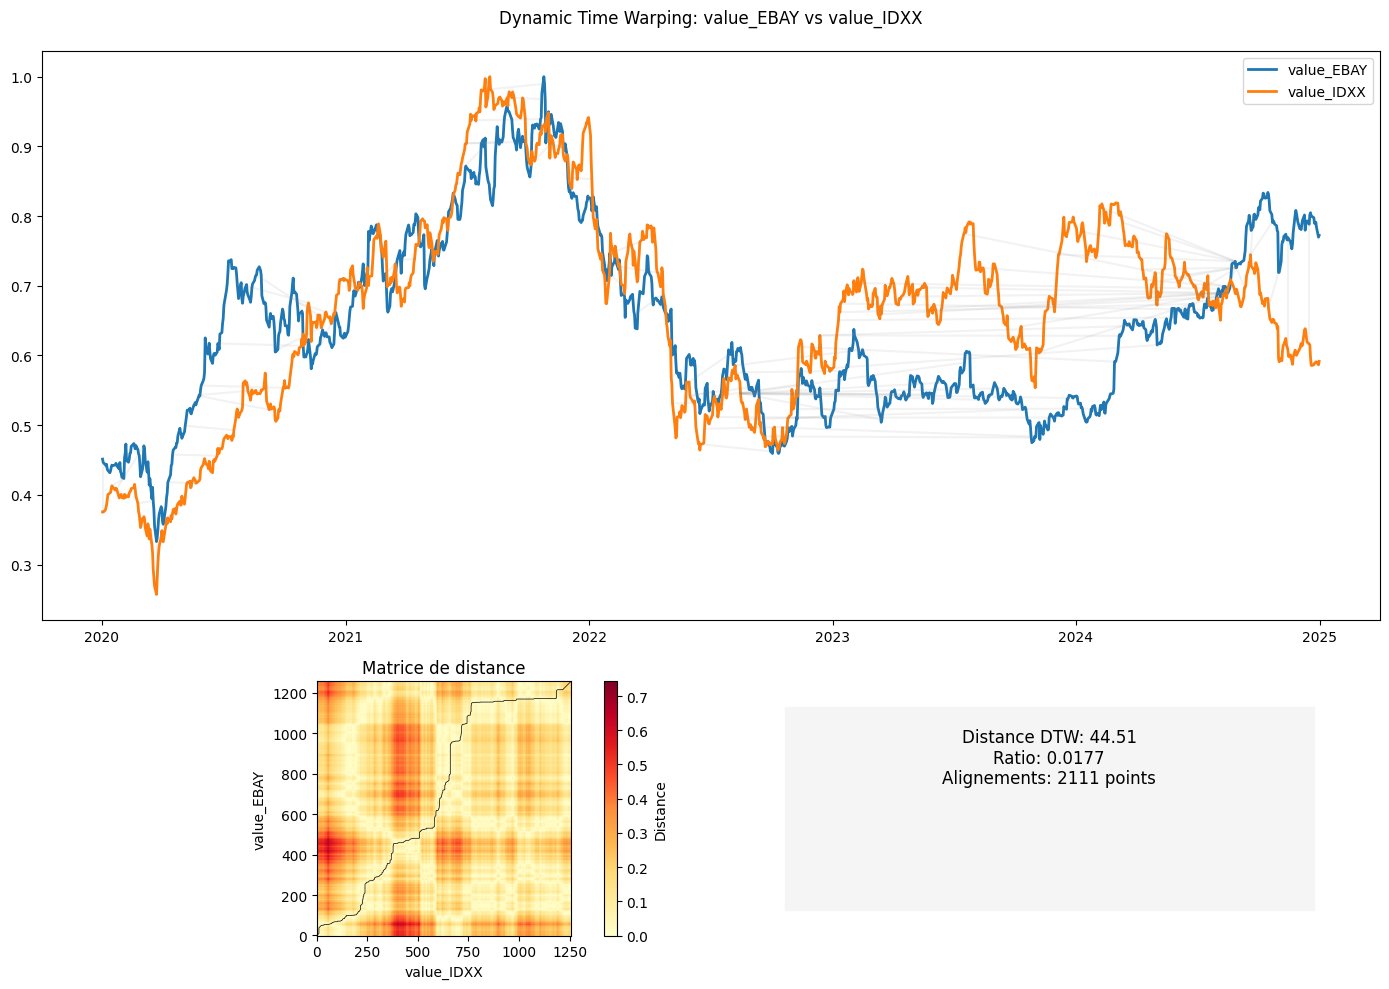 Dynamic Time Warping: value_EBAY vs value_IDXX
value_EBAY
value_IDXX
1.0
0.9
0.8
0.7
0.6
0.5
0.4
0.3
2020 2021 2022 2023 2024 2025
Matrice de distance
value_EBAY
1200
1000
800
600
400
200
0
0 250 500 750 1000 1250
value_IDXX
0.7
0.6
0.5
0.4
0.3
0.2
0.1
0.0
Distance
Distance DTW: 44.51
Ratio: 0.0177
Alignements: 2111 points